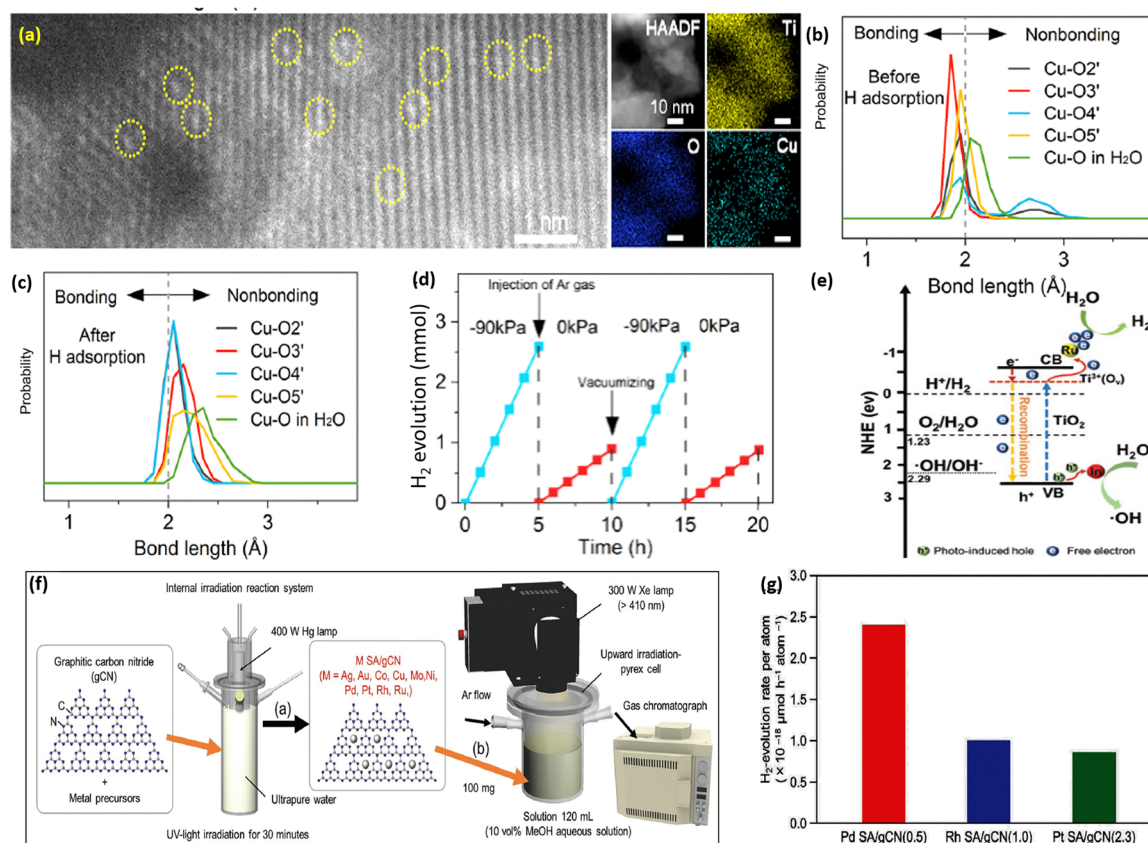 (a)
1 nm
HAADF
10 nm
Ti
O
Cu
(b)
Bonding
Nonbonding
Before
H adsorption
Cu-O2'
Cu-O3'
Cu-O4'
Cu-O5'
Cu-O in H₂O
Probability
1
2
3
Bond length (Å)
(c)
Bonding
Nonbonding
After
H adsorption
Cu-O2'
Cu-O3'
Cu-O4'
Cu-O5'
Cu-O in H₂O
Probability
1
2
3
Bond length (Å)
(d)
Injection of Ar gas
-90kPa
0kPa
-90kPa
0kPa
Vacuumizing
H₂ evolution (mmol)
3
2
1
0
0
5
10
15
20
Time (h)
(e)
H₂O
H₂
Ru
e⁻
CB
Ti³⁺(Oᵥ)
H⁺/H₂
O₂/H₂O
1.23
·OH/OH⁻
2.29
Recombination
TiO₂
In
H₂O
h⁺
VB
·OH
NHE (ev)
-1
0
1
2
3
h⁺ Photo-induced hole
e Free electron
(f)
Internal irradiation reaction system
400 W Hg lamp
Graphitic carbon nitride
(gCN)
C
N
+
Metal precursors
(a)
Ultrapure water
UV-light irradiation for 30 minutes
M SA/gCN
(M = Ag, Au, Co, Cu, Mo,Ni,
Pd, Pt, Rh, Ru,)
(b)
100 mg
300 W Xe lamp
(> 410 nm)
Upward irradiation-
pyrex cell
Ar flow
Gas chromatograph
Solution 120 mL
(10 vol% MeOH aqueous solution)
(g)
H₂-evolution rate per atom
(× 10⁻¹⁸ μmol h⁻¹ atom⁻¹)
3.0
2.5
2.0
1.5
1.0
0.5
0.0
Pd SA/gCN(0.5)
Rh SA/gCN(1.0)
Pt SA/gCN(2.3)